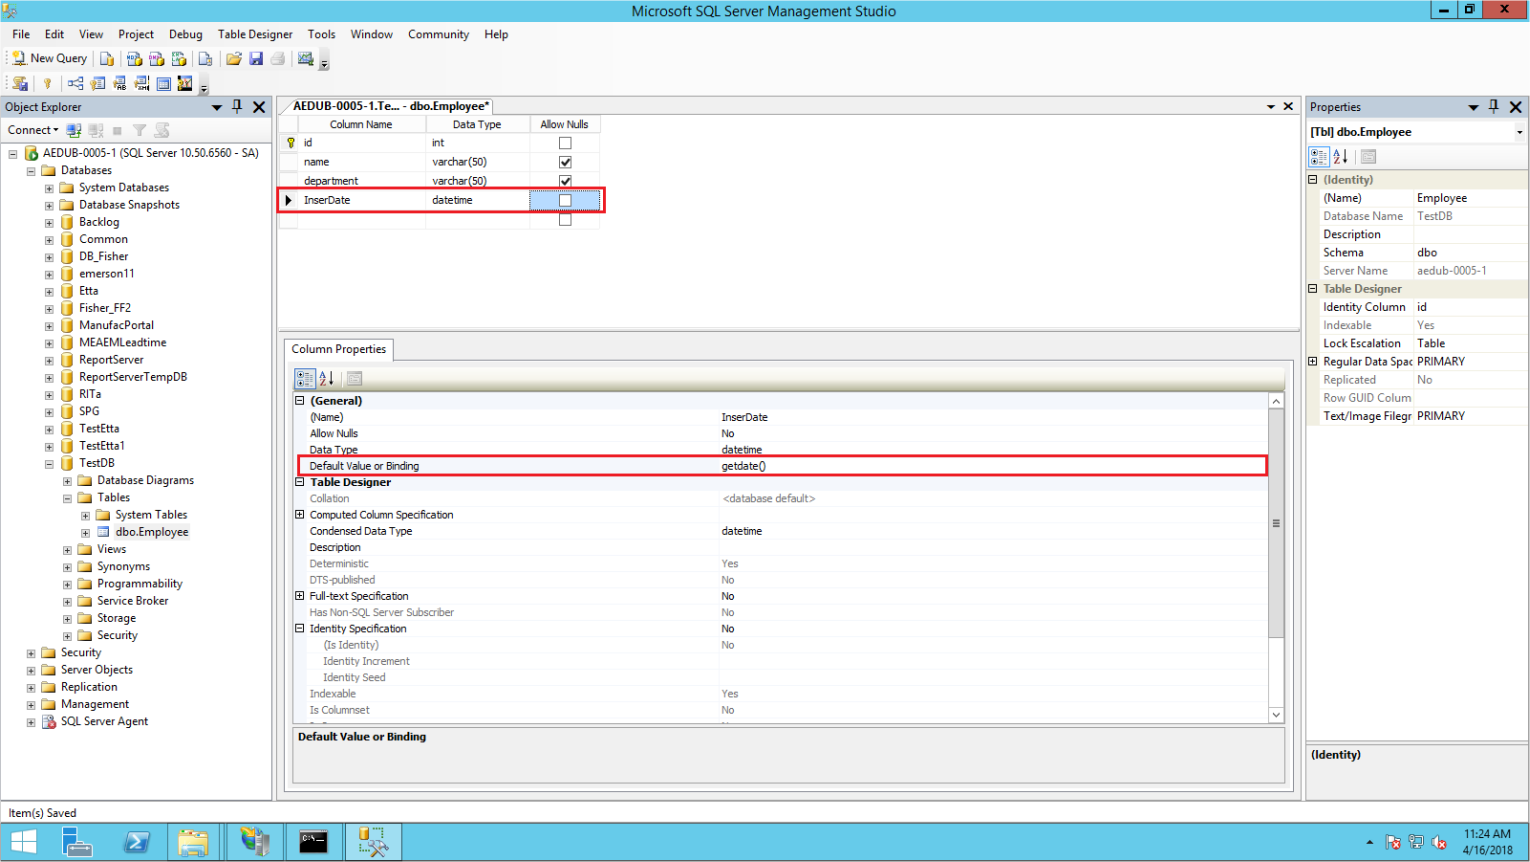 Microsoft SQL Server Management Studio
File Edit View Project Debug Table Designer Tools Window Community Help
New Query
Object Explorer
Connect
AEDUB-0005-1 (SQL Server 10.50.6560 - SA)
Databases
System Databases
Database Snapshots
Backlog
Common
DB_Fisher
emerson11
Etta
Fisher_FF2
ManufacPortal
MEAEMLeadtime
ReportServer
ReportServerTempDB
RITa
SPG
TestEtta
TestEtta1
TestDB
Database Diagrams
Tables
System Tables
dbo.Employee
Views
Synonyms
Programmability
Service Broker
Storage
Security
Security
Server Objects
Replication
Management
SQL Server Agent
AEDUB-0005-1.Te... - dbo.Employee*
Column Name Data Type Allow Nulls
id int
name varchar(50)
department varchar(50)
InserDate datetime
Column Properties
(General)
(Name) InserDate
Allow Nulls No
Data Type datetime
Default Value or Binding getdate()
Table Designer
Collation <database default>
Computed Column Specification
Condensed Data Type datetime
Description
Deterministic Yes
DTS-published No
Full-text Specification No
Has Non-SQL Server Subscriber No
Identity Specification No
(Is Identity) No
Identity Increment
Identity Seed
Indexable Yes
Is Columnset No
Default Value or Binding
Properties
[Tbl] dbo.Employee
(Identity)
(Name) Employee
Database Name TestDB
Description
Schema dbo
Server Name aedub-0005-1
Table Designer
Identity Column id
Indexable Yes
Lock Escalation Table
Regular Data Spac PRIMARY
Replicated No
Row GUID Colum
Text/Image Filegr PRIMARY
(Identity)
Item(s) Saved
11:24 AM
4/16/2018